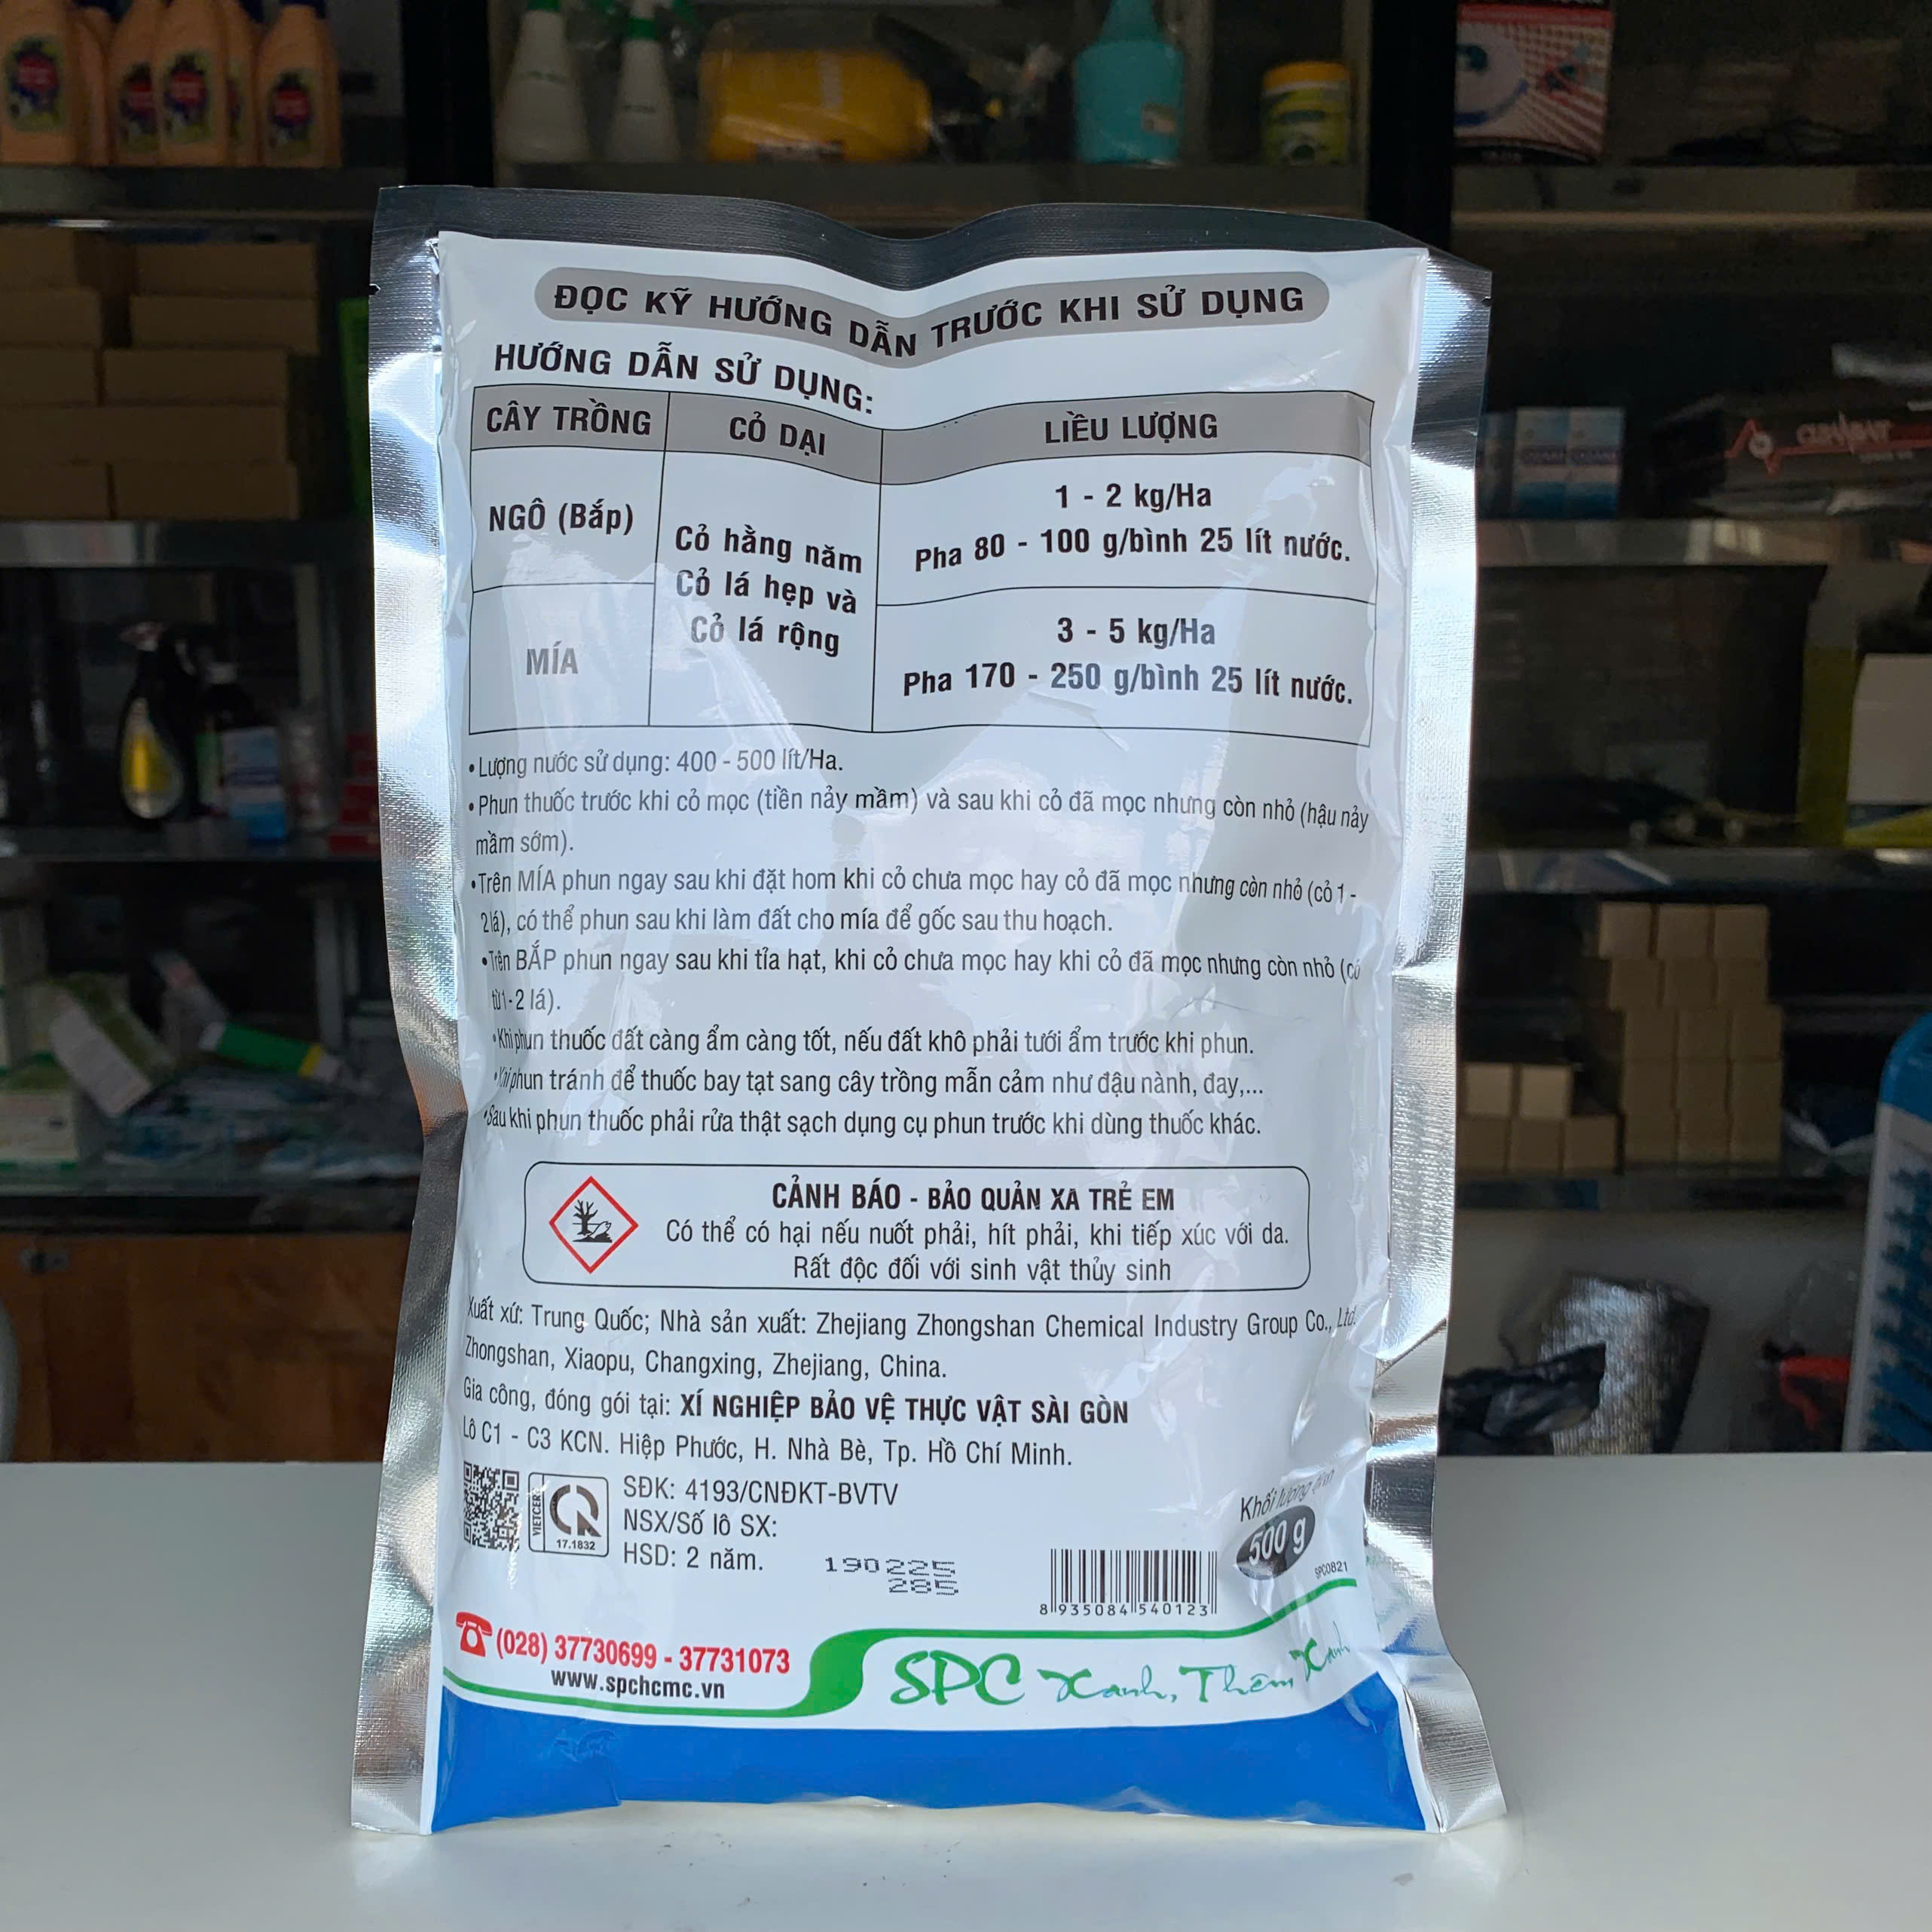 ĐỌC KỸ HƯỚNG DẪN TRƯỚC KHI SỬ DỤNG
HƯỚNG DẪN SỬ DỤNG:
CÂY TRỒNG CỎ DẠI LIỀU LƯỢNG
NGÔ (Bắp)
Cỏ hằng năm
Cỏ lá hẹp và
Cỏ lá rộng
1 - 2 kg/Ha
Pha 80 - 100 g/bình 25 lít nước.
MÍA
3 - 5 kg/Ha
Pha 170 - 250 g/bình 25 lít nước.
• Lượng nước sử dụng: 400 - 500 lít/Ha.
• Phun thuốc trước khi cỏ mọc (tiền nảy mầm) và sau khi cỏ đã mọc nhưng còn nhỏ (hậu nảy
mầm sớm).
• Trên MÍA phun ngay sau khi đặt hom khi cỏ chưa mọc hay cỏ đã mọc nhưng còn nhỏ (cỏ 1 -
2 lá), có thể phun sau khi làm đất cho mía để gốc sau thu hoạch.
• Trên BẮP phun ngay sau khi tỉa hạt, khi cỏ chưa mọc hay khi cỏ đã mọc nhưng còn nhỏ (có
từ 1 - 2 lá).
• Khi phun thuốc đất càng ẩm càng tốt, nếu đất khô phải tưới ẩm trước khi phun.
• Khi phun tránh để thuốc bay tạt sang cây trồng mẫn cảm như đậu nành, đay,...
• Sau khi phun thuốc phải rửa thật sạch dụng cụ phun trước khi dùng thuốc khác.
CẢNH BÁO - BẢO QUẢN XA TRẺ EM
Có thể có hại nếu nuốt phải, hít phải, khi tiếp xúc với da.
Rất độc đối với sinh vật thủy sinh
Xuất xứ: Trung Quốc; Nhà sản xuất: Zhejiang Zhongshan Chemical Industry Group Co., Ltd.
Zhongshan, Xiaopu, Changxing, Zhejiang, China.
Gia công, đóng gói tại: XÍ NGHIỆP BẢO VỆ THỰC VẬT SÀI GÒN
Lô C1 - C3 KCN. Hiệp Phước, H. Nhà Bè, Tp. Hồ Chí Minh.
VIETCERT
17.1832
SĐK: 4193/CNĐKT-BVTV
NSX/Số lô SX:
HSD: 2 năm.
190225
285
8 935084 540123
Khối lượng tịnh
500 g
SPC0821
(028) 37730699 - 37731073
www.spchcmc.vn
SPC Xanh, Thêm Xanh